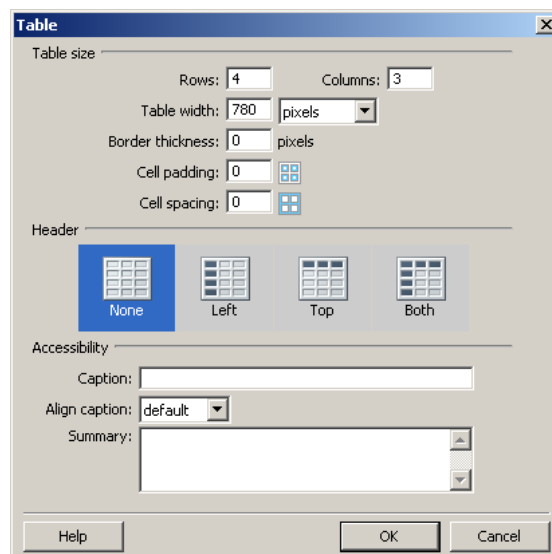 Table
Table size
Rows: 4 Columns: 3
Table width: 780 pixels
Border thickness: 0 pixels
Cell padding: 0
Cell spacing: 0
Header
None Left Top Both
Accessibility
Caption:
Align caption: default
Summary:
Help OK Cancel